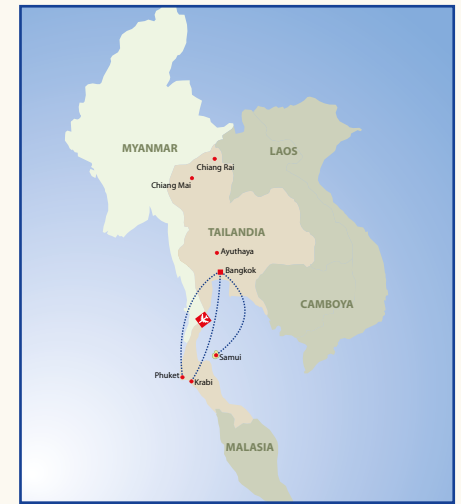 MYANMAR
LAOS
Chiang Rai
Chiang Mai
TAILANDIA
Ayuthaya
Bangkok
CAMBOYA
Samui
Phuket
Krabi
MALASIA